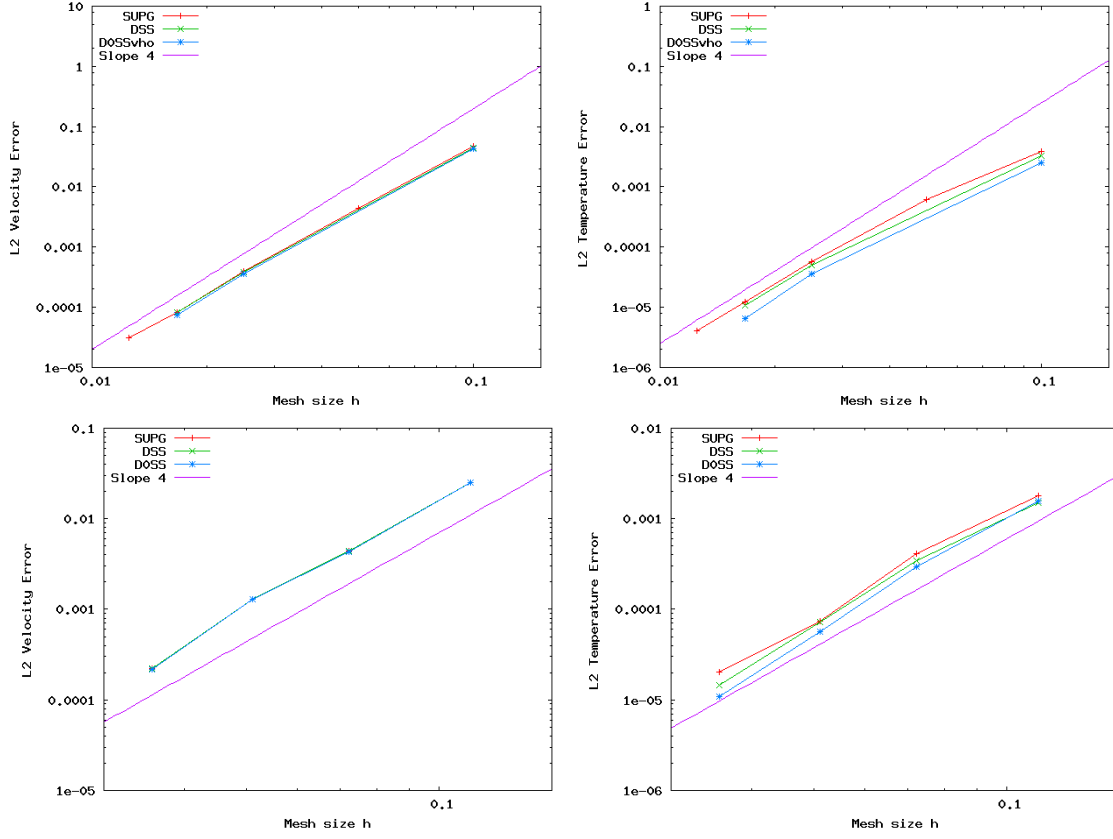 10
1
0.1
0.01
0.001
0.0001
1e-05
0.01
0.1
L2 Velocity Error
Mesh size h
SUPG
DSS
DOSSvho
Slope 4
1
0.1
0.01
0.001
0.0001
1e-05
1e-06
0.01
0.1
L2 Temperature Error
Mesh size h
SUPG
DSS
DOSSvho
Slope 4
0.1
0.01
0.001
0.0001
1e-05
0.1
L2 Velocity Error
Mesh size h
SUPG
DSS
DOSS
Slope 4
0.01
0.001
0.0001
1e-05
1e-06
0.1
L2 Temperature Error
Mesh size h
SUPG
DSS
DOSS
Slope 4